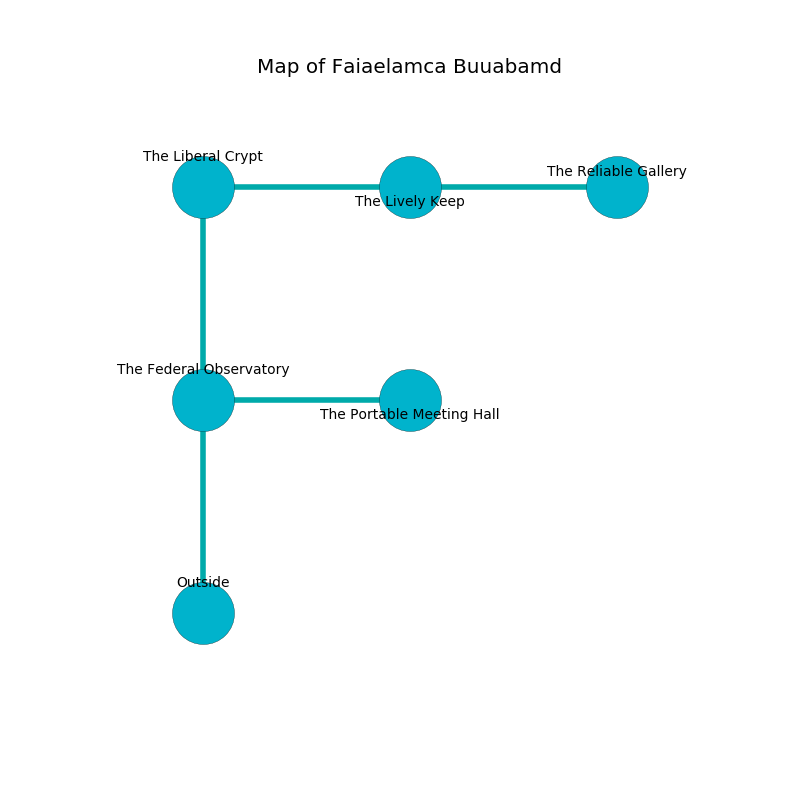 Map of Faiaelamca Buuabamd
The Liberal Crypt
The Reliable Gallery
The Lively Keep
The Federal Observatory
The Portable Meeting Hall
Outside